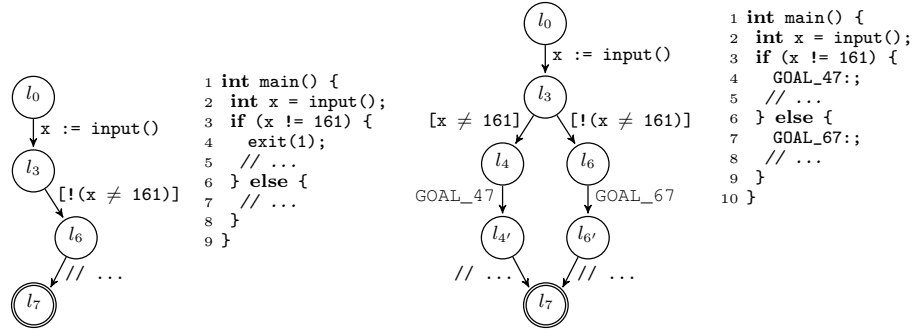 l0
x := input()
l3
[!(x ≠ 161)]
l6
// ...
l7
1 int main() {
2 int x = input();
3 if (x != 161) {
4 exit(1);
5 // ...
6 } else {
7 // ...
8 }
9 }
l0
x := input()
l3
[x ≠ 161]
[!(x ≠ 161)]
l4
l6
GOAL_47
GOAL_67
l4′
l6′
// ...
// ...
l7
1 int main() {
2 int x = input();
3 if (x != 161) {
4 GOAL_47:;
5 // ...
6 } else {
7 GOAL_67:;
8 // ...
9 }
10 }